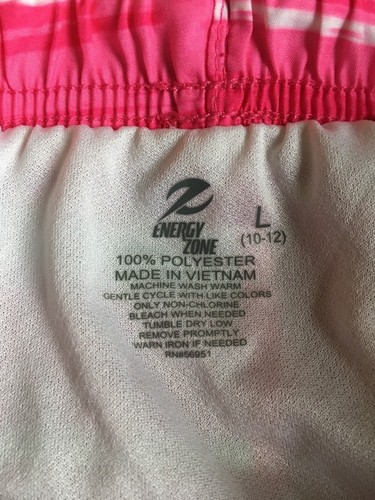 ENERGY
ZONE
L
(10-12)
100% POLYESTER
MADE IN VIETNAM
MACHINE WASH WARM
GENTLE CYCLE WITH LIKE COLORS
ONLY NON-CHLORINE
BLEACH WHEN NEEDED
TUMBLE DRY LOW
REMOVE PROMPTLY
WARN IRON IF NEEDED
RN#56951